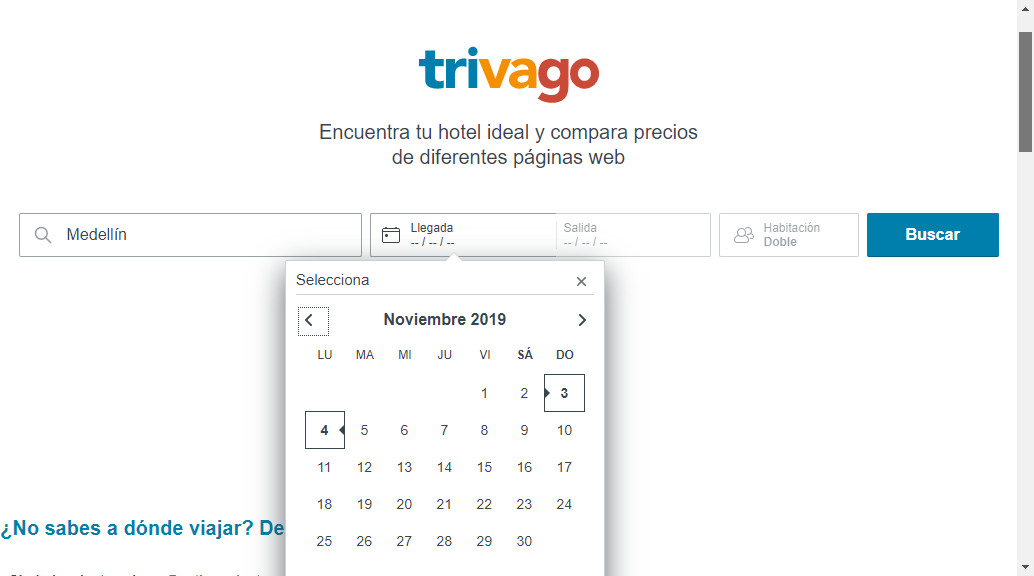 trivago
Encuentra tu hotel ideal y compara precios
de diferentes páginas web
Medellín
Llegada
-- / -- / --
Salida
-- / -- / --
Habitación
Doble
Buscar
Selecciona
Noviembre 2019
LU MA MI JU VI SÁ DO
1 2 3
4 5 6 7 8 9 10
11 12 13 14 15 16 17
18 19 20 21 22 23 24
25 26 27 28 29 30
¿No sabes a dónde viajar? De